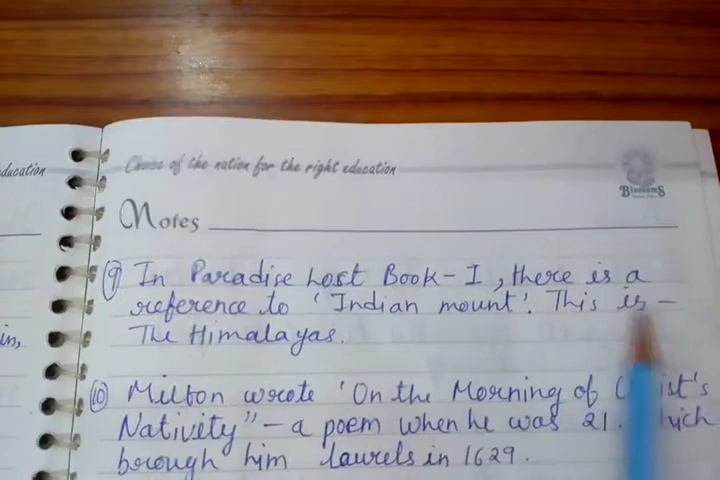 ducation
Choice of the nation for the right education
BlossomS
Notes
in,
9 In Paradise Lost Book - I, there is a
reference to 'Indian mount'. This is -
The Himalayas.
10 Milton wrote 'On the Morning of
Nativity" - a poem when he was 21.
brough him laurels in 1629.